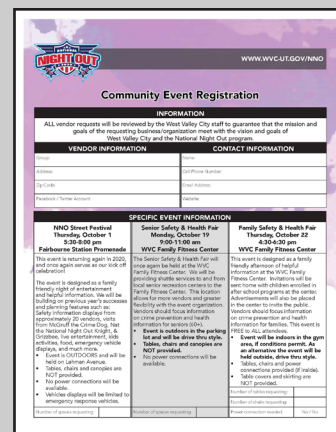 NATIONAL
NIGHT OUT
WWW.WVC-UT.GOV/NNO
Community Event Registration
INFORMATION
ALL vendor requests will be reviewed by the West Valley City staff to guarantee that the mission and
goals of the requesting business/organization meet with the vision and goals of
West Valley City and the National Night Out program.
VENDOR INFORMATION
CONTACT INFORMATION
Group:
Name:
Address:
Cell Phone Number:
Zip Code:
Email Address:
Facebook / Twitter Account:
Website:
SPECIFIC EVENT INFORMATION
NNO Street Festival
Thursday, October 1
5:30-8:00 pm
Fairbourne Station Promenade
This event is returning again in 2020,
and once again serves as our kick off
celebration!
This event is designed as a family
friendly night of entertainment
and helpful information. We will be
building on previous year's successes
and planning features such as:
Safety information displays from
approximately 20 vendors, visits
from McGruff the Crime Dog, Nat
the National Night Out Knight, &
Grizzbee, live entertainment, kids
activities, food, emergency vehicle
displays, and much more.
• Event is OUTDOORS and will be
held on Lehman Avenue.
• Tables, chairs and canopies are
NOT provided.
• No power connections will be
available.
• Vehicles displays will be limited to
emergency response vehicles.
Number of spaces requesting:
Senior Safety & Health Fair
Monday, October 19
9:00-11:00 am
WVC Family Fitness Center
The Senior Safety & Health Fair will
once again be held at the WVC
Family Fitness Center. We will be
providing shuttle services to and from
local senior recreation centers to the
Family Fitness Center. This location
allows for more vendors and greater
flexibility with the event organization.
Vendors should focus information
on crime prevention and health
information for seniors (60+).
• Event is outdoors in the parking
lot and will be drive thru style.
• Tables, chairs and canopies are
NOT provided.
• No power connections will be
available.
Number of spaces requesting:
Family Safety & Health Fair
Thursday, October 22
4:30-6:30 pm
WVC Family Fitness Center
This event is designed as a family
friendly afternoon of helpful
information at the WVC Family
Fitness Center. Invitations will be
sent home with children enrolled in
after school programs at the center.
Advertisements will also be placed
in the center to invite the public.
Vendors should focus information
on crime prevention and health
information for families. This event is
FREE to ALL attendees.
• Event will be indoors in the gym
area, if conditions permit. As
an alternative the event will be
held outside, drive thru style.
• Tables, chairs and power
connections provided (if inside).
• Table covers and skirting are
NOT provided.
Number of tables requesting:
Number of chairs requesting:
Power connection needed:
Yes / No